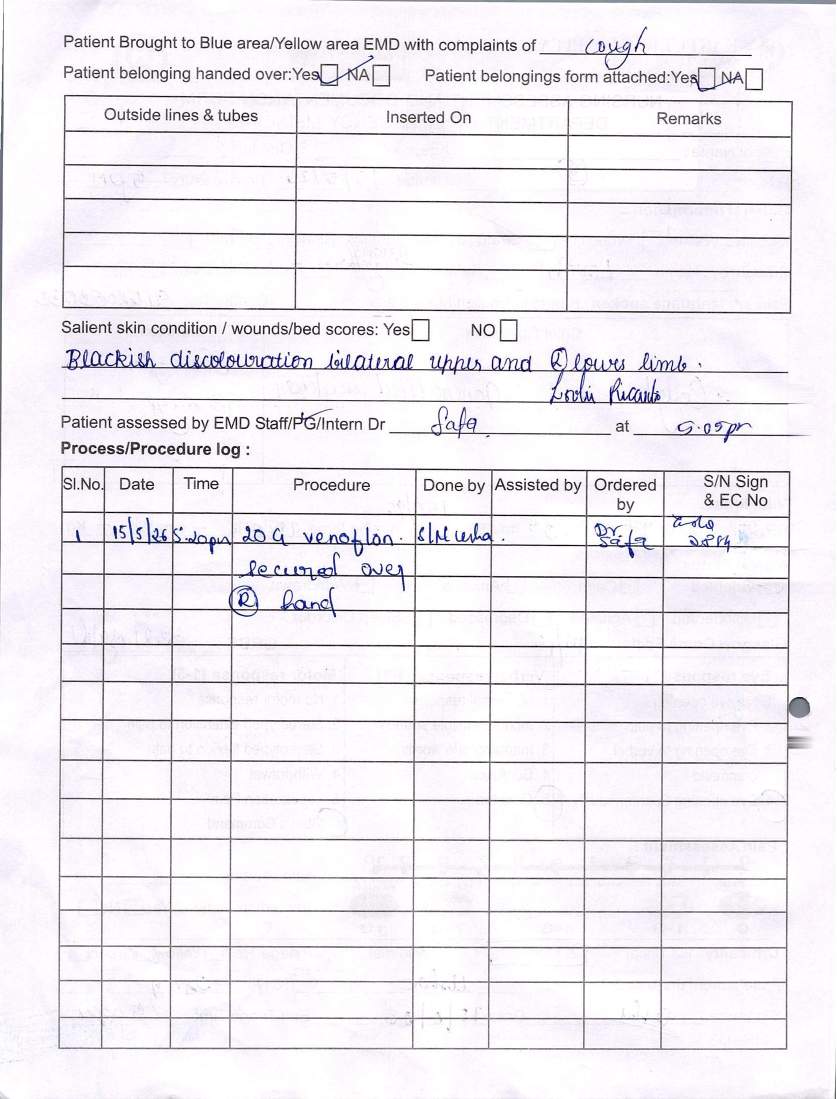 Patient Brought to Blue area/Yellow area EMD with complaints of cough
Patient belonging handed over:Yes NA Patient belongings form attached:Yes NA
Outside lines & tubes Inserted On Remarks
Salient skin condition / wounds/bed scores: Yes NO
Blackish discolouration bilateral upper and (R) lower limb.
Patient assessed by EMD Staff/PG/Intern Dr Safa at 5.05pm
Process/Procedure log :
Sl.No. Date Time Procedure Done by Assisted by Ordered by S/N Sign & EC No
1 15/5/26 5.20pm 20 G venoflon. S/N usha. Dr Safa
secured over
(R) hand